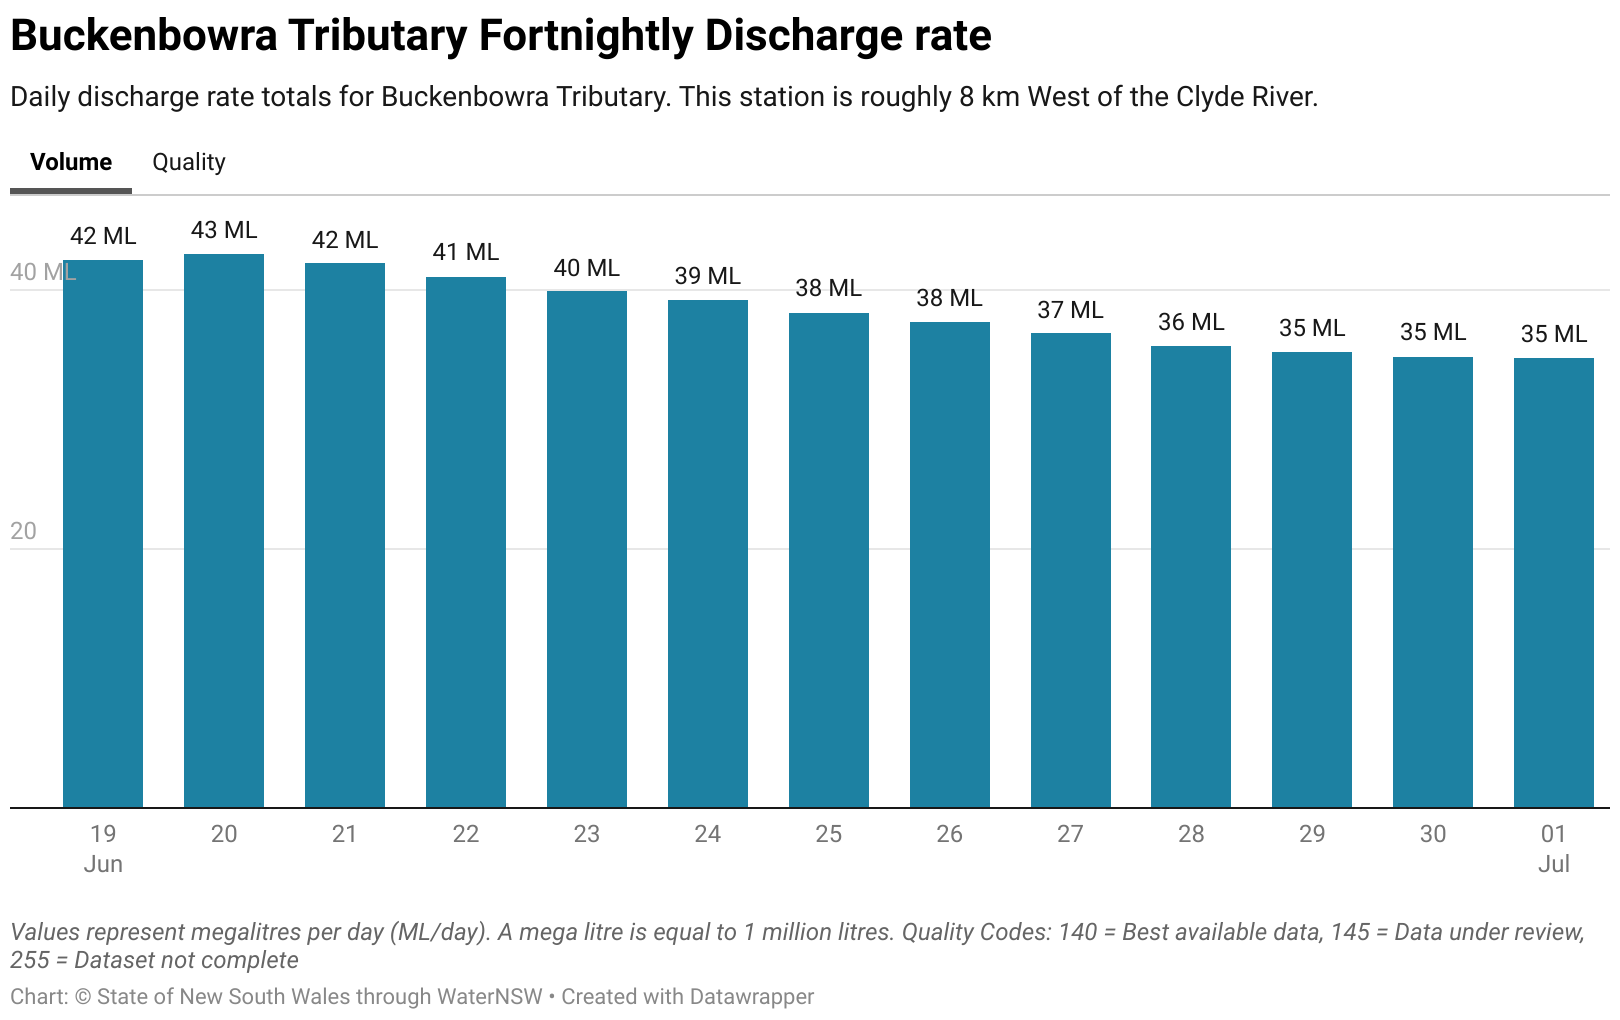 Buckenbowra Tributary Fortnightly Discharge rate
Daily discharge rate totals for Buckenbowra Tributary. This station is roughly 8 km West of the Clyde River.
Volume Quality
42 ML 43 ML 42 ML 41 ML 40 ML 39 ML 38 ML 38 ML 37 ML 36 ML 35 ML 35 ML 35 ML
40 ML
20
19 20 21 22 23 24 25 26 27 28 29 30 01
Jun Jul
Values represent megalitres per day (ML/day). A mega litre is equal to 1 million litres. Quality Codes: 140 = Best available data, 145 = Data under review,
255 = Dataset not complete
Chart: © State of New South Wales through WaterNSW • Created with Datawrapper